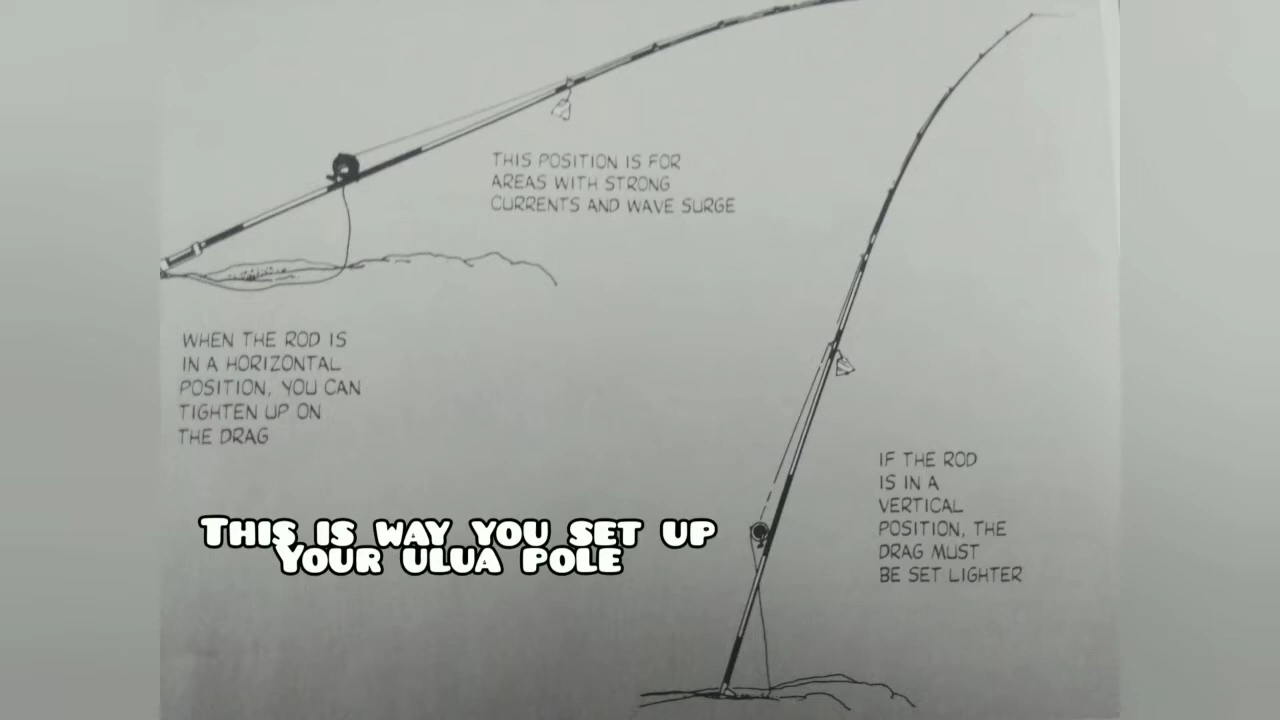 THIS POSITION IS FOR
AREAS WITH STRONG
CURRENTS AND WAVE SURGE
WHEN THE ROD IS
IN A HORIZONTAL
POSITION, YOU CAN
TIGHTEN UP ON
THE DRAG
IF THE ROD
IS IN A
VERTICAL
POSITION, THE
DRAG MUST
BE SET LIGHTER
This is way you set up
your ulua pole